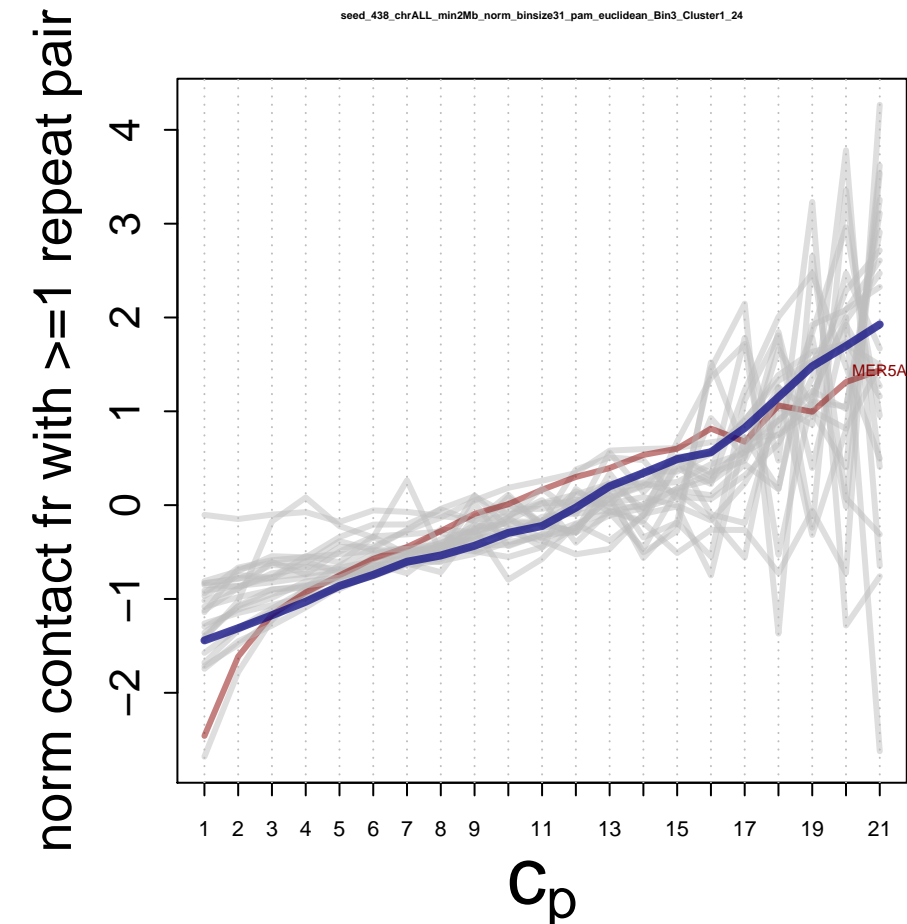 seed_438_chrALL_min2Mb_norm_binsize31_pam_euclidean_Bin3_Cluster1_24
norm contact fr with >=1 repeat pair
4
3
2
1
0
−1
−2
MER5A
1 2 3 4 5 6 7 8 9 11 13 15 17 19 21
Cp